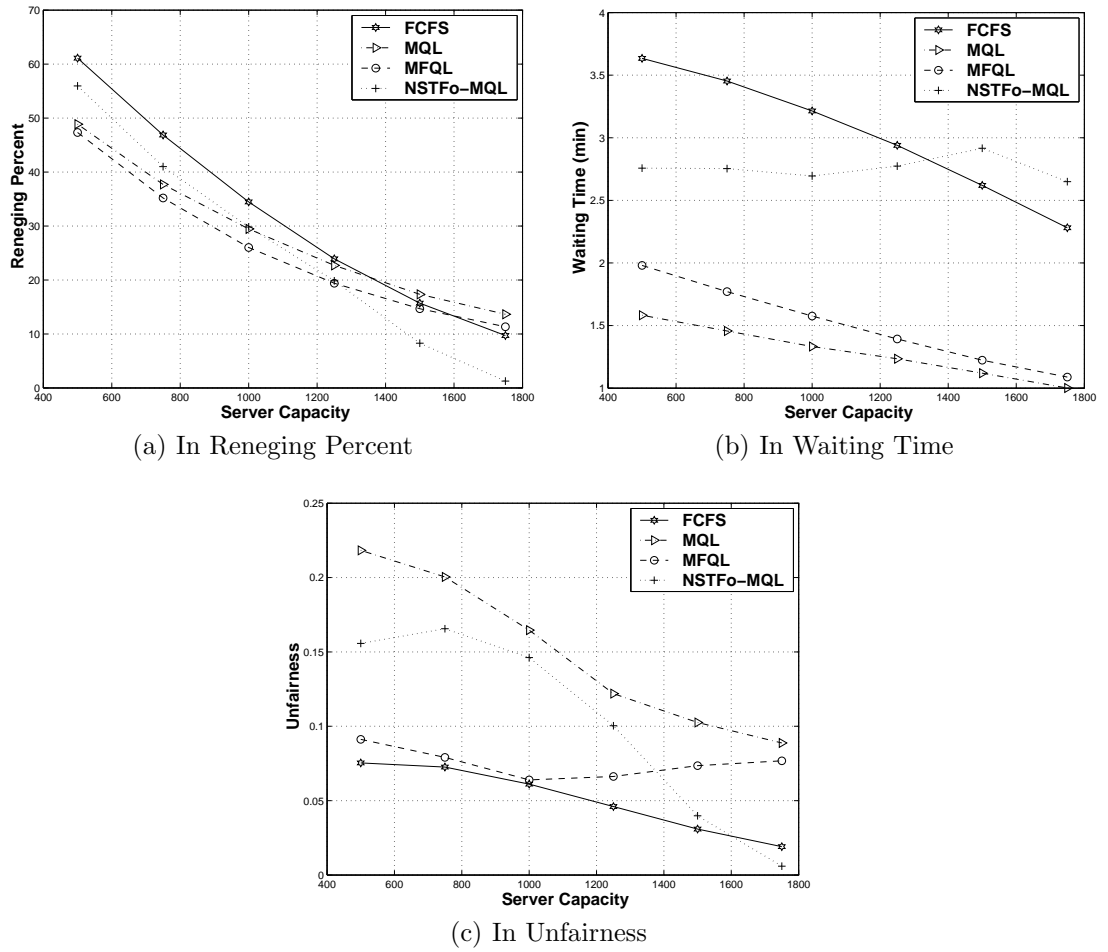 70
60
50
40
30
20
10
0
Reneging Percent
400 600 800 1000 1200 1400 1600 1800
Server Capacity
FCFS
MQL
MFQL
NSTFo−MQL
(a) In Reneging Percent
4
3.5
3
2.5
2
1.5
1
Waiting Time (min)
400 600 800 1000 1200 1400 1600 1800
Server Capacity
FCFS
MQL
MFQL
NSTFo−MQL
(b) In Waiting Time
0.25
0.2
0.15
0.1
0.05
0
Unfairness
400 600 800 1000 1200 1400 1600 1800
Server Capacity
FCFS
MQL
MFQL
NSTFo−MQL
(c) In Unfairness